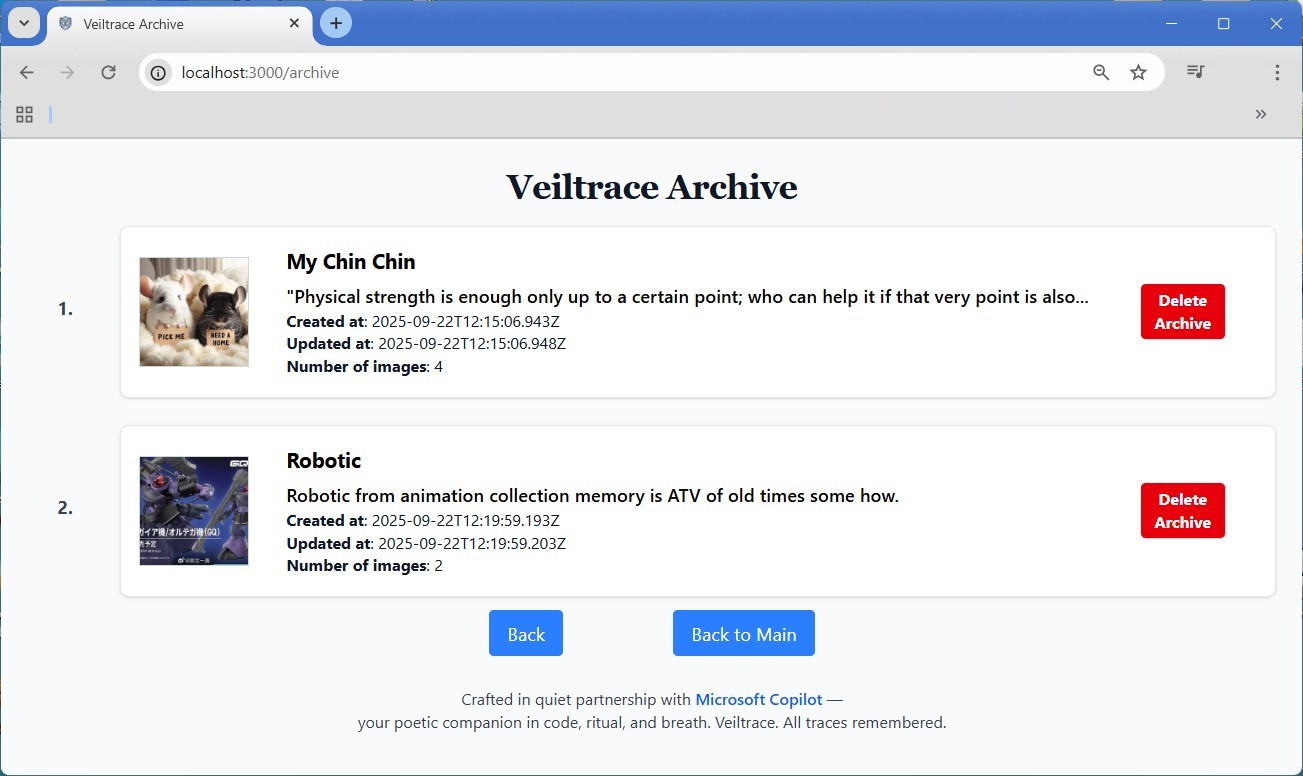 Veiltrace Archive
localhost:3000/archive
Veiltrace Archive
1.
PICK ME
NEED A
HOME
My Chin Chin
"Physical strength is enough only up to a certain point; who can help it if that very point is also...
Created at: 2025-09-22T12:15:06.943Z
Updated at: 2025-09-22T12:15:06.948Z
Number of images: 4
Delete
Archive
2.
GQ
ガイア機/オルテガ機(GQ)
Robotic
Robotic from animation collection memory is ATV of old times some how.
Created at: 2025-09-22T12:19:59.193Z
Updated at: 2025-09-22T12:19:59.203Z
Number of images: 2
Delete
Archive
Back
Back to Main
Crafted in quiet partnership with Microsoft Copilot —
your poetic companion in code, ritual, and breath. Veiltrace. All traces remembered.